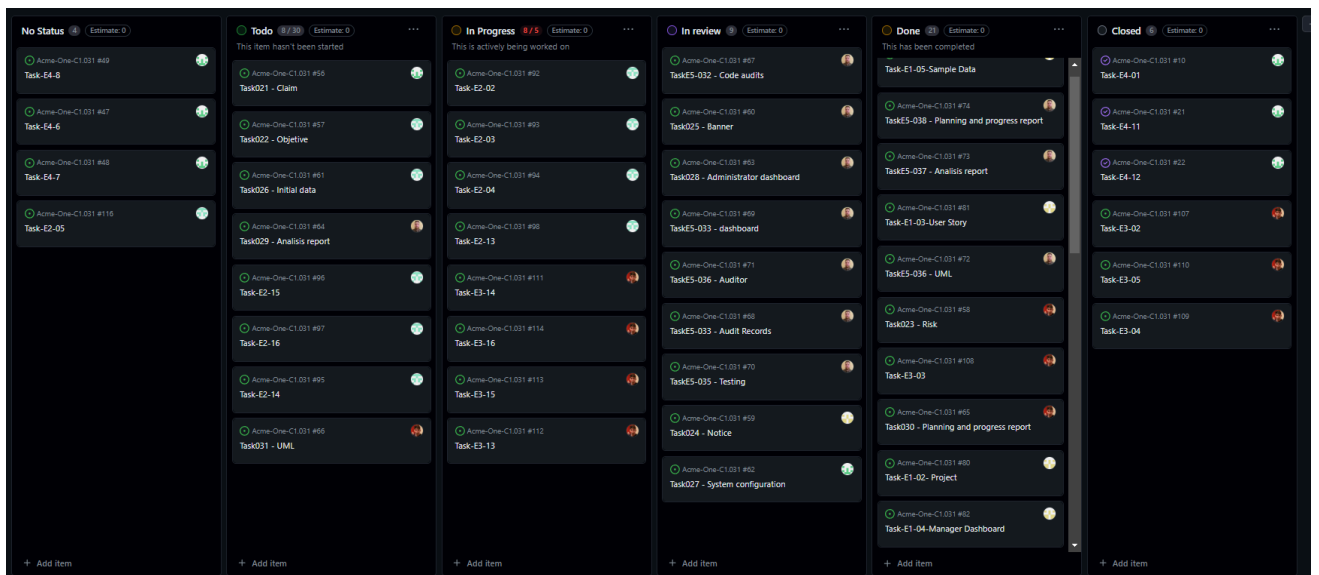 No Status 4 Estimate: 0
Acme-One-C1.031 #49
Task-E4-8
Acme-One-C1.031 #47
Task-E4-6
Acme-One-C1.031 #48
Task-E4-7
Acme-One-C1.031 #116
Task-E2-05
+ Add item
Todo 8 / 30 Estimate: 0 ...
This item hasn't been started
Acme-One-C1.031 #56
Task021 - Claim
Acme-One-C1.031 #57
Task022 - Objetive
Acme-One-C1.031 #61
Task026 - Initial data
Acme-One-C1.031 #64
Task029 - Analisis report
Acme-One-C1.031 #96
Task-E2-15
Acme-One-C1.031 #97
Task-E2-16
Acme-One-C1.031 #95
Task-E2-14
Acme-One-C1.031 #66
Task031 - UML
+ Add item
In Progress 8 / 5 Estimate: 0 ...
This is actively being worked on
Acme-One-C1.031 #92
Task-E2-02
Acme-One-C1.031 #93
Task-E2-03
Acme-One-C1.031 #94
Task-E2-04
Acme-One-C1.031 #98
Task-E2-13
Acme-One-C1.031 #111
Task-E3-14
Acme-One-C1.031 #114
Task-E3-16
Acme-One-C1.031 #113
Task-E3-15
Acme-One-C1.031 #112
Task-E3-13
+ Add item
In review 9 Estimate: 0 ...
Acme-One-C1.031 #67
TaskE5-032 - Code audits
Acme-One-C1.031 #60
Task025 - Banner
Acme-One-C1.031 #63
Task028 - Administrator dashboard
Acme-One-C1.031 #69
TaskE5-033 - dashboard
Acme-One-C1.031 #71
TaskE5-036 - Auditor
Acme-One-C1.031 #68
TaskE5-033 - Audit Records
Acme-One-C1.031 #70
TaskE5-035 - Testing
Acme-One-C1.031 #59
Task024 - Notice
Acme-One-C1.031 #62
Task027 - System configuration
+ Add item
Done 21 Estimate: 0 ...
This has been completed
Task-E1-05-Sample Data
Acme-One-C1.031 #74
TaskE5-038 - Planning and progress report
Acme-One-C1.031 #73
TaskE5-037 - Analisis report
Acme-One-C1.031 #81
Task-E1-03-User Story
Acme-One-C1.031 #72
TaskE5-036 - UML
Acme-One-C1.031 #58
Task023 - Risk
Acme-One-C1.031 #108
Task-E3-03
Acme-One-C1.031 #65
Task030 - Planning and progress report
Acme-One-C1.031 #80
Task-E1-02- Project
Acme-One-C1.031 #82
Task-E1-04-Manager Dashboard
+ Add item
Closed 6 Estimate: 0 ...
Acme-One-C1.031 #10
Task-E4-01
Acme-One-C1.031 #21
Task-E4-11
Acme-One-C1.031 #22
Task-E4-12
Acme-One-C1.031 #107
Task-E3-02
Acme-One-C1.031 #110
Task-E3-05
Acme-One-C1.031 #109
Task-E3-04
+ Add item